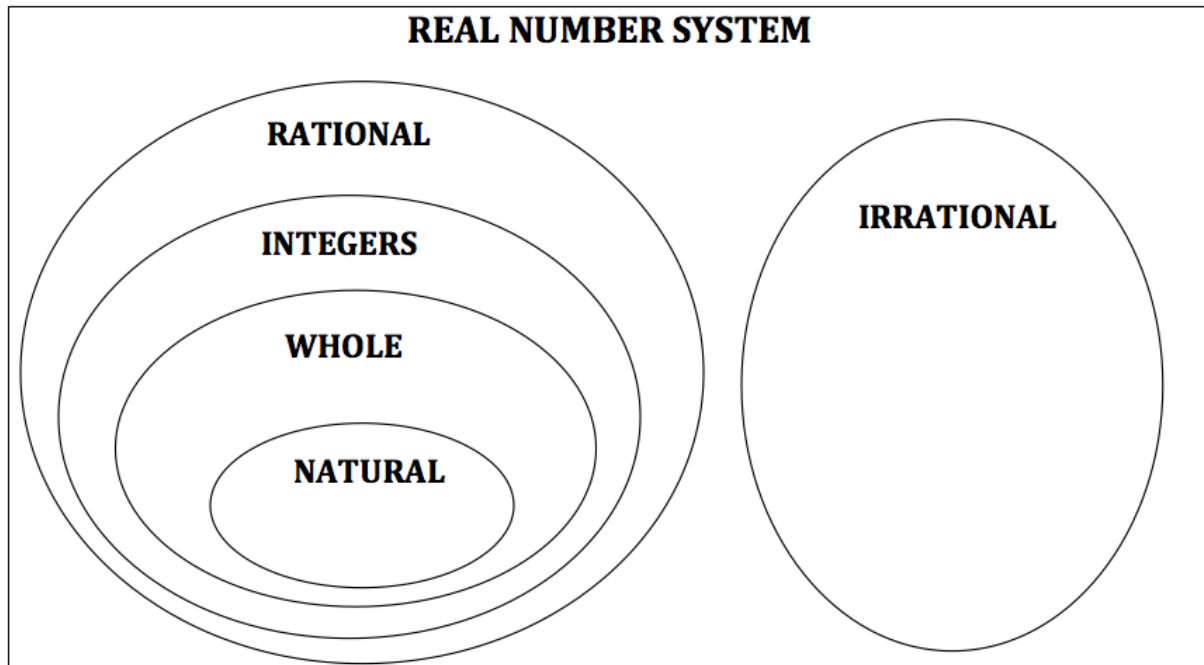 REAL NUMBER SYSTEM
RATIONAL
IRRATIONAL
INTEGERS
WHOLE
NATURAL